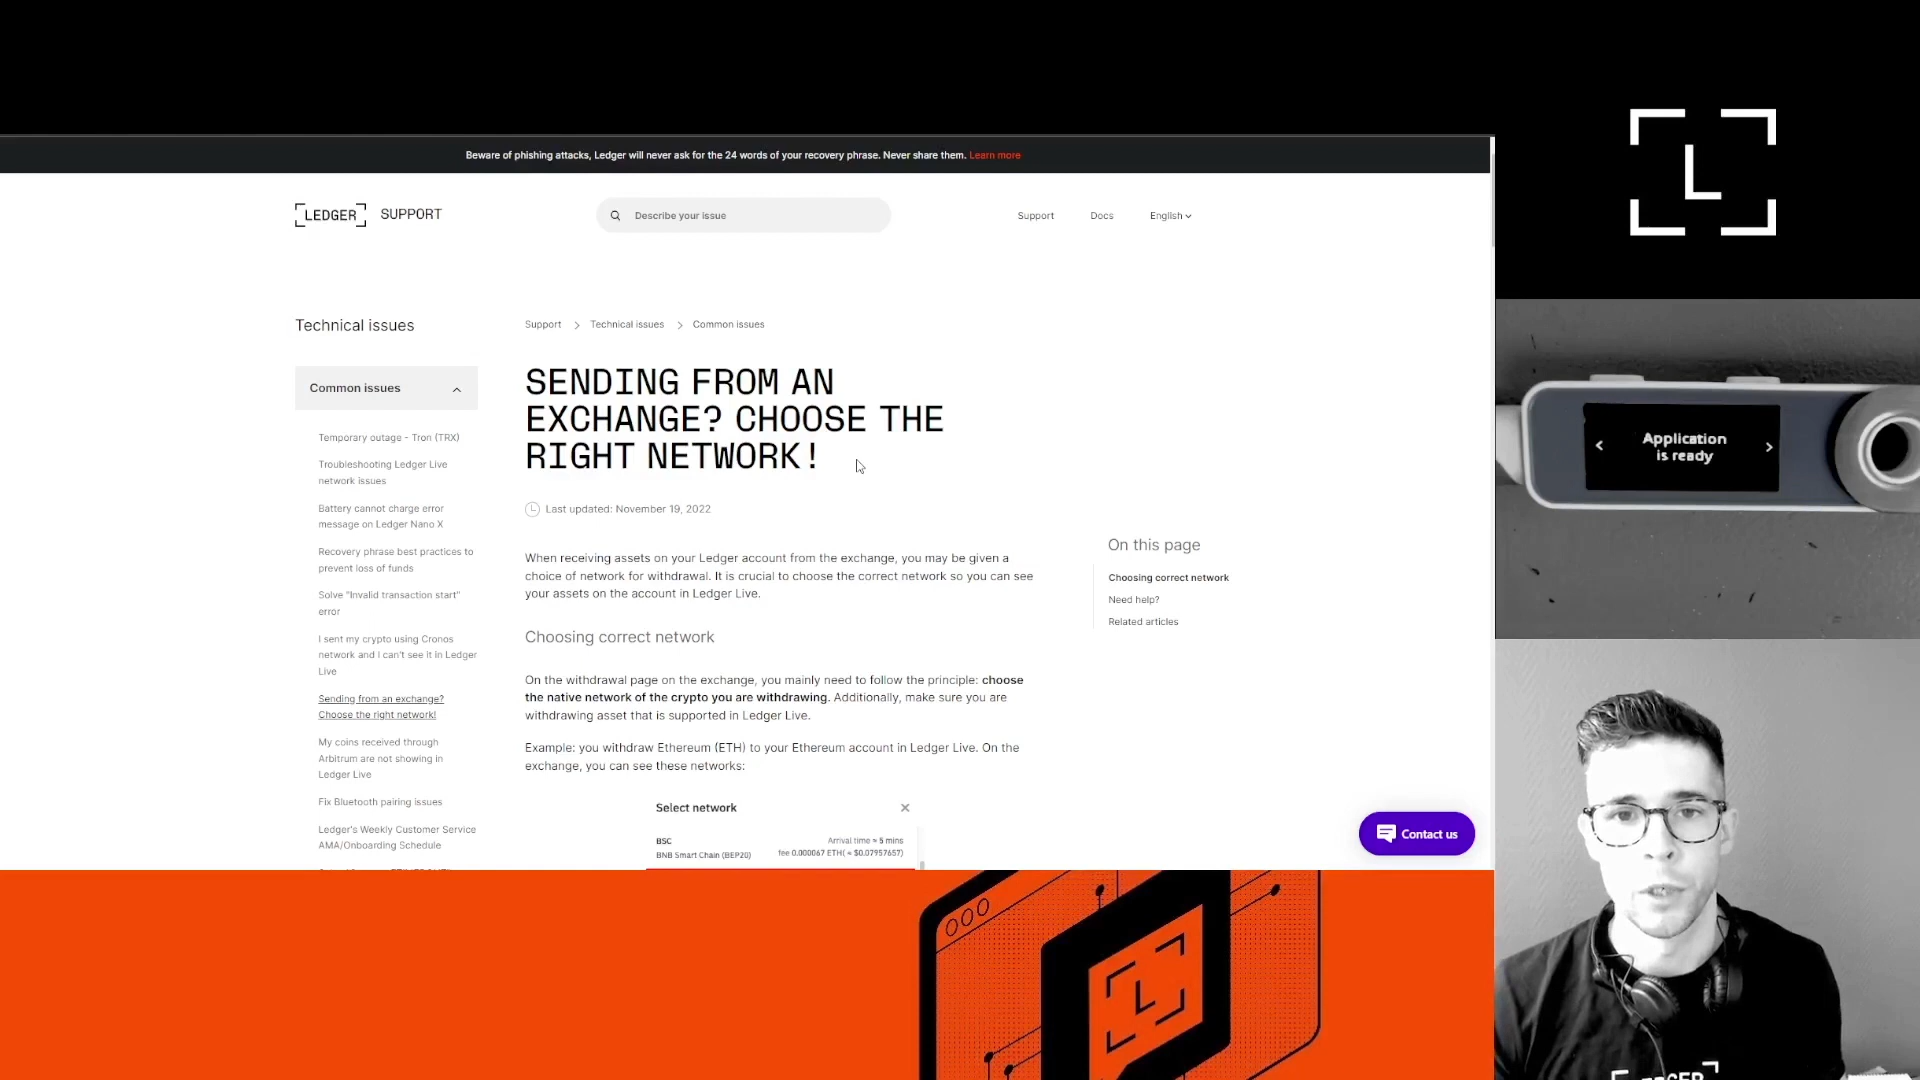 Beware of phishing attacks, Ledger will never ask for the 24 words of your recovery phrase. Never share them. Learn more
LEDGER SUPPORT
Describe your issue
Support
Docs
English
Technical issues
Common issues
Temporary outage - Tron (TRX)
Troubleshooting Ledger Live
network issues
Battery cannot charge error
message on Ledger Nano X
Recovery phrase best practices to
prevent loss of funds
Solve "Invalid transaction start"
error
I sent my crypto using Cronos
network and I can't see it in Ledger
Live
Sending from an exchange?
Choose the right network!
My coins received through
Arbitrum are not showing in
Ledger Live
Fix Bluetooth pairing issues
Ledger's Weekly Customer Service
AMA/Onboarding Schedule
Support > Technical issues > Common issues
SENDING FROM AN
EXCHANGE? CHOOSE THE
RIGHT NETWORK!
Last updated: November 19, 2022
When receiving assets on your Ledger account from the exchange, you may be given a
choice of network for withdrawal. It is crucial to choose the correct network so you can see
your assets on the account in Ledger Live.
Choosing correct network
On the withdrawal page on the exchange, you mainly need to follow the principle: choose
the native network of the crypto you are withdrawing. Additionally, make sure you are
withdrawing asset that is supported in Ledger Live.
Example: you withdraw Ethereum (ETH) to your Ethereum account in Ledger Live. On the
exchange, you can see these networks:
Select network
BSC
Arrival time ≈ 5 mins
BNB Smart Chain (BEP20)
fee 0.000067 ETH( ≈ $0.07957657)
On this page
Choosing correct network
Need help?
Related articles
Contact us
L
Application
is ready
L
LEDGER